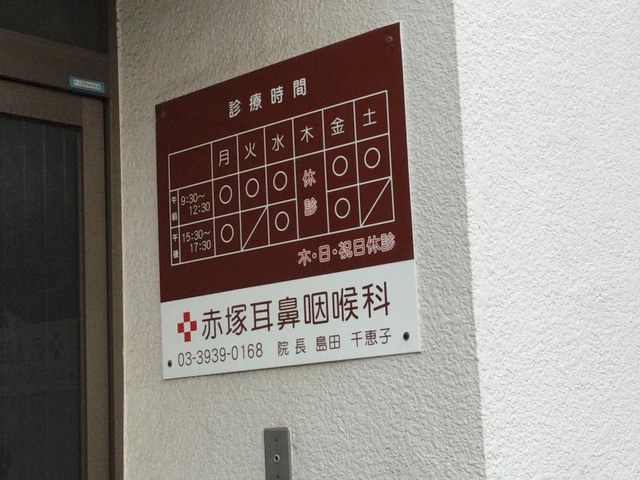 診療時間
月 火 水 木 金 土
午前 9:30～12:30 ○ ○ ○ 休診 ○ ○
午後 15:30～17:30 ○ ／ ○ ○ ／
木・日・祝日休診
赤塚耳鼻咽喉科
03-3939-0168 院長 島田 千恵子